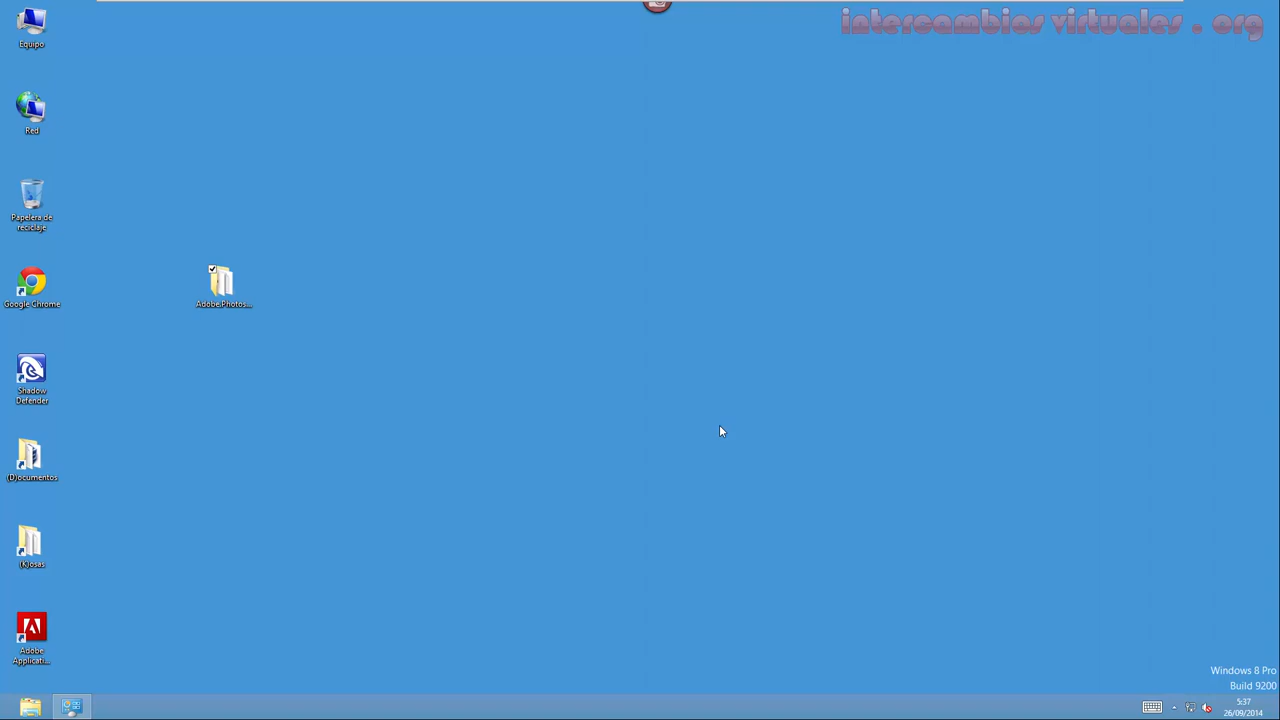 intercambios virtuales . org
Equipo
Red
Papelera de
reciclaje
Google Chrome
Adobe.Photos...
Shadow
Defender
(D)ocumentos
(K)osas
Adobe
Applicati...
Windows 8 Pro
Build 9200
5:37
26/09/2014